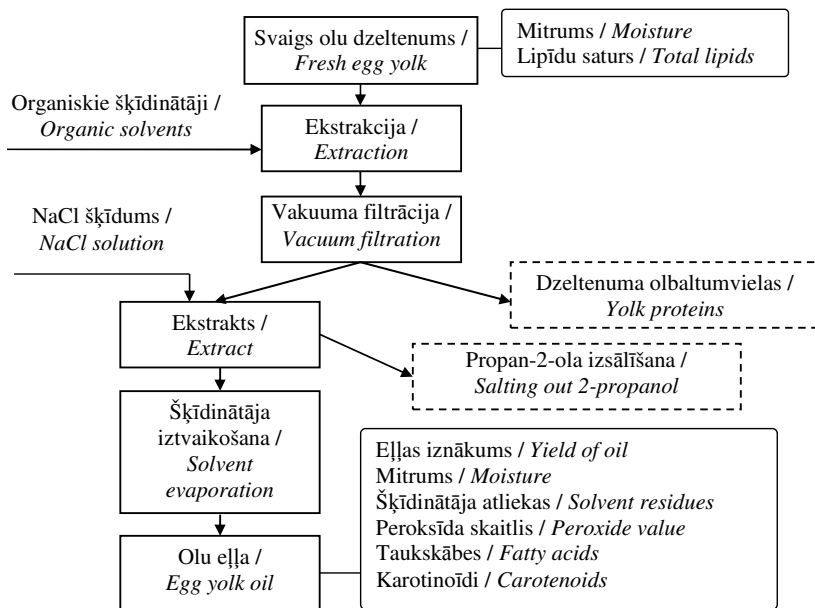 Svaigs olu dzeltenums /
Fresh egg yolk
Mitrums / Moisture
Lipīdu saturs / Total lipids
Organiskie šķīdinātāji /
Organic solvents
Ekstrakcija /
Extraction
NaCl šķīdums /
NaCl solution
Vakuuma filtrācija /
Vacuum filtration
Dzeltenuma olbaltumvielas /
Yolk proteins
Ekstrakts /
Extract
Propan-2-ola izsālīšana /
Salting out 2-propanol
Šķīdinātāja
iztvaikošana /
Solvent
evaporation
Eļļas iznākums / Yield of oil
Mitrums / Moisture
Šķīdinātāja atliekas / Solvent residues
Peroksīda skaitlis / Peroxide value
Taukskābes / Fatty acids
Karotinoīdi / Carotenoids
Olu eļļa /
Egg yolk oil